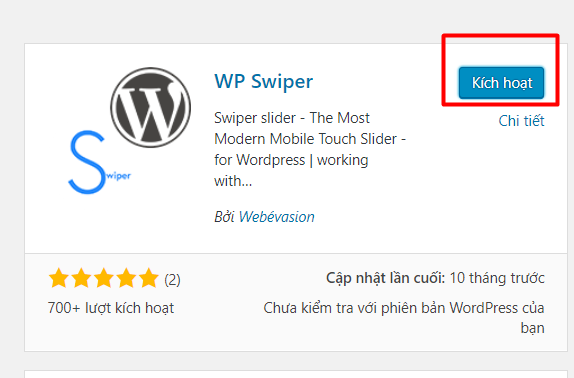 WP Swiper
Kích hoạt
Chi tiết
Swiper slider - The Most
Modern Mobile Touch Slider -
for Wordpress | working
with...
Bởi Webévasion
W
Swiper
(2)
Cập nhật lần cuối: 10 tháng trước
700+ lượt kích hoạt
Chưa kiểm tra với phiên bản WordPress của
bạn